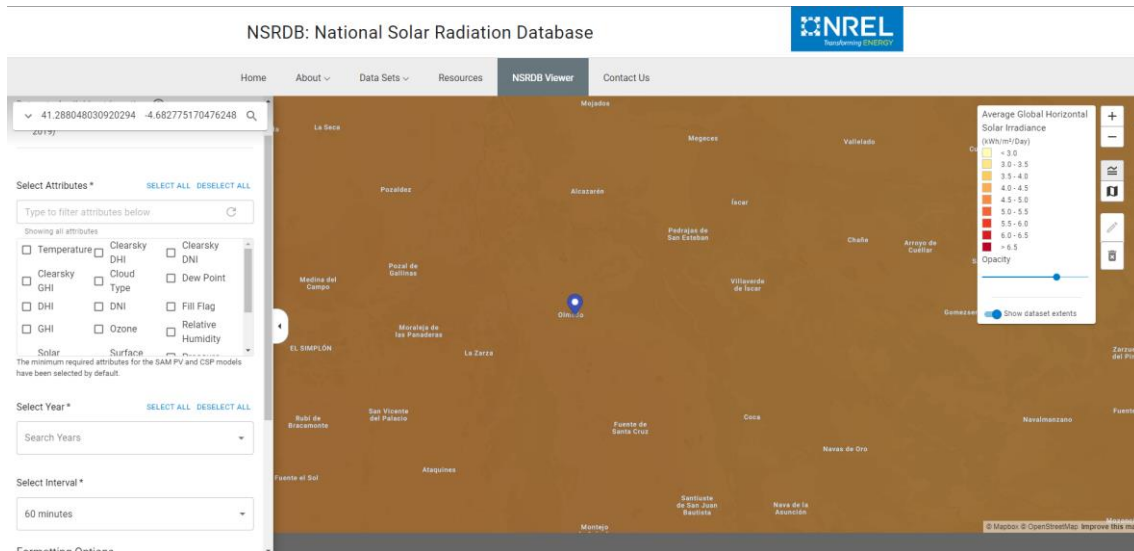 NSRDB: National Solar Radiation Database
NREL
Transforming ENERGY
Home About Data Sets Resources NSRDB Viewer Contact Us
41.288048030920294 -4.682775170476248
2019)
Select Attributes * SELECT ALL DESELECT ALL
Type to filter attributes below
Showing all attributes
Temperature
Clearsky DHI
Clearsky DNI
Clearsky GHI
Cloud Type
Dew Point
DHI
DNI
Fill Flag
GHI
Ozone
Relative Humidity
Solar
Surface
The minimum required attributes for the SAM PV and CSP models
have been selected by default.
Select Year * SELECT ALL DESELECT ALL
Search Years
Select Interval *
60 minutes
Formatting Options
Mojados
La Seca
Megeces
Vallelado
Pozaldez
Alcazarén
Íscar
Pedrajas de
San Esteban
Chañe
Arroyo de
Cuéllar
Pozal de
Gallinas
Medina del
Campo
Villaverde
de Íscar
Olmedo
Moraleja de
las Panaderas
EL SIMPLÓN
La Zarza
Rubí de
Bracamonte
San Vicente
del Palacio
Fuente de
Santa Cruz
Coca
Navalmanzano
Navas de Oro
Fuente el Sol
Ataquines
Santiuste
de San Juan
Bautista
Nava de la
Asunción
Montejo
Average Global Horizontal
Solar Irradiance
(kWh/m²/Day)
< 3.0
3.0 - 3.5
3.5 - 4.0
4.0 - 4.5
4.5 - 5.0
5.0 - 5.5
5.5 - 6.0
6.0 - 6.5
> 6.5
Opacity
Show dataset extents
+
−
© Mapbox © OpenStreetMap Improve this ma